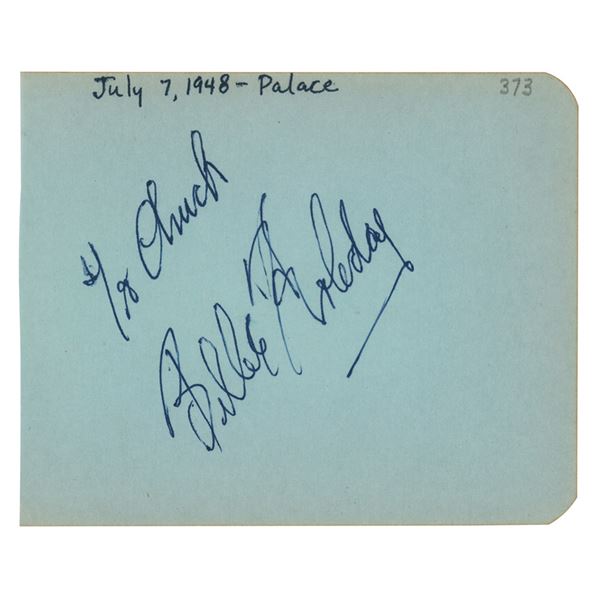 July 7, 1948 - Palace
373
To Chuck
Billie Holiday